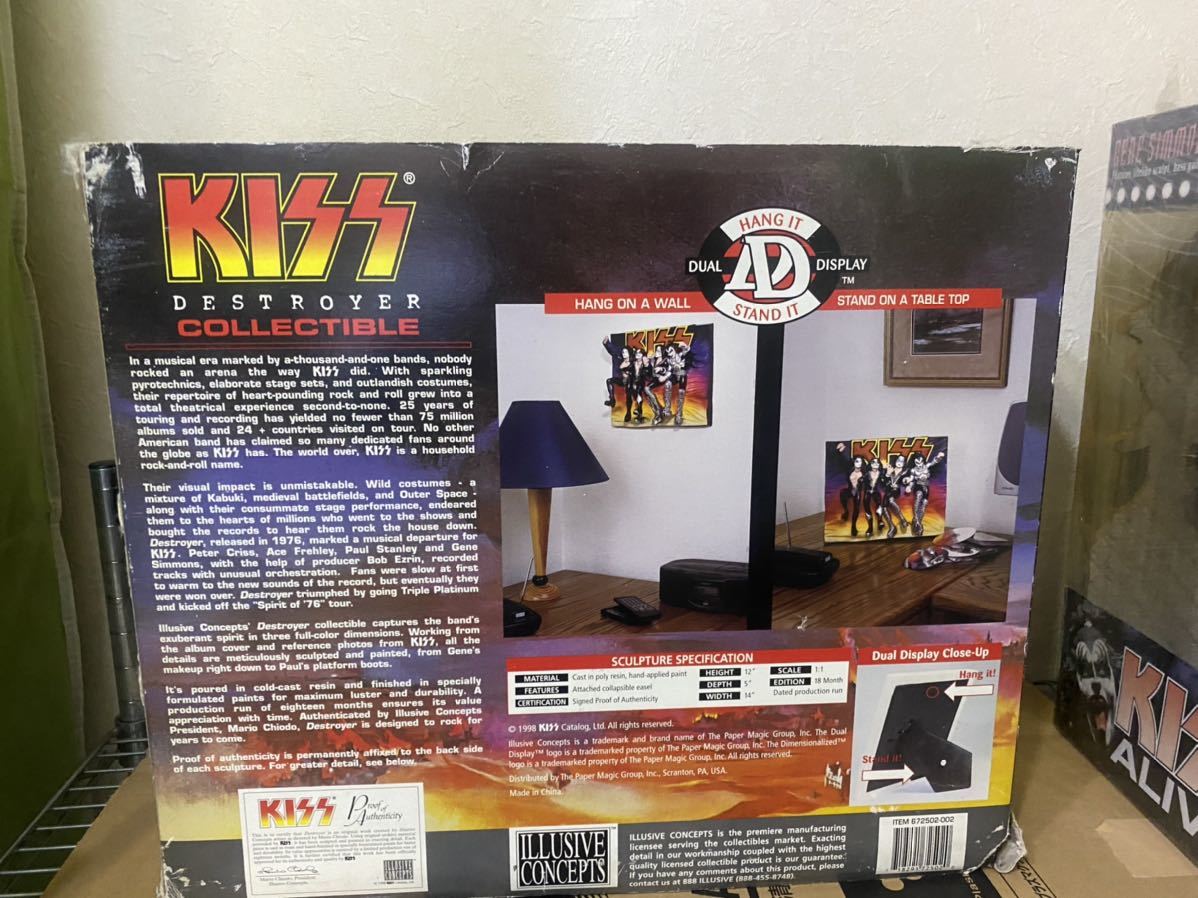 KISS®
DESTROYER
COLLECTIBLE
In a musical era marked by a-thousand-and-one bands, nobody
rocked an arena the way KISS did. With sparkling
pyrotechnics, elaborate stage sets, and outlandish costumes,
their repertoire of heart-pounding rock and roll grew into a
total theatrical experience second-to-none. 25 years of
touring and recording has yielded no fewer than 75 million
albums sold and 24 + countries visited on tour. No other
American band has claimed so many dedicated fans around
the globe as KISS has. The world over, KISS is a household
rock-and-roll name.
Their visual impact is unmistakable. Wild costumes - a
mixture of Kabuki, medieval battlefields, and Outer Space -
along with their consummate stage performance, endeared
them to the hearts of millions who went to the shows and
bought the records to hear them rock the house down.
Destroyer, released in 1976, marked a musical departure for
KISS. Peter Criss, Ace Frehley, Paul Stanley and Gene
Simmons, with the help of producer Bob Ezrin, recorded
tracks with unusual orchestration. Fans were slow at first
to warm to the new sounds of the record, but eventually they
were won over. Destroyer triumphed by going Triple Platinum
and kicked off the "Spirit of '76" tour.
Illusive Concepts' Destroyer collectible captures the band's
exuberant spirit in three full-color dimensions. Working from
the album cover and reference photos from KISS, all the
details are meticulously sculpted and painted, from Gene's
makeup right down to Paul's platform boots.
It's poured in cold-cast resin and finished in specially
formulated paints for maximum luster and durability. A
production run of eighteen months ensures its value
appreciation with time. Authenticated by Illusive Concepts
President, Mario Chiodo, Destroyer is designed to rock for
years to come.
Proof of authenticity is permanently affixed to the back side
of each sculpture. For greater detail, see below.
KISS Proof of
Authenticity
Mario Chiodo, President
Illusive Concepts
ILLUSIVE
CONCEPTS
HANG IT
DUAL DD DISPLAY
TM
STAND IT
HANG ON A WALL
STAND ON A TABLE TOP
KISS
KISS
SCULPTURE SPECIFICATION
MATERIAL Cast in poly resin, hand-applied paint HEIGHT 12" SCALE 1:1
FEATURES Attached collapsible easel DEPTH 5" EDITION 18 Month
CERTIFICATION Signed Proof of Authenticity WIDTH 14" Dated production run
© 1998 KISS Catalog, Ltd. All rights reserved.
Illusive Concepts is a trademark and brand name of The Paper Magic Group, Inc. The Dual
Display™ logo is a trademarked property of The Paper Magic Group, Inc. The Dimensionalized™
logo is a trademarked property of The Paper Magic Group, Inc. All rights reserved.
Distributed by The Paper Magic Group, Inc., Scranton, PA, USA.
Made in China.
Dual Display Close-Up
Hang it!
Stand it!
ILLUSIVE
CONCEPTS
ILLUSIVE CONCEPTS is the premiere manufacturing
licensee serving the collectibles market. Exacting
detail in our workmanship coupled with the highest
quality licensed collectible product is our guarantee.
If you have any comments about this product, please
contact us at 888 ILLUSIVE (888-455-8748).
ITEM 672502-002
GENE SIMMO
KIS
ALIV